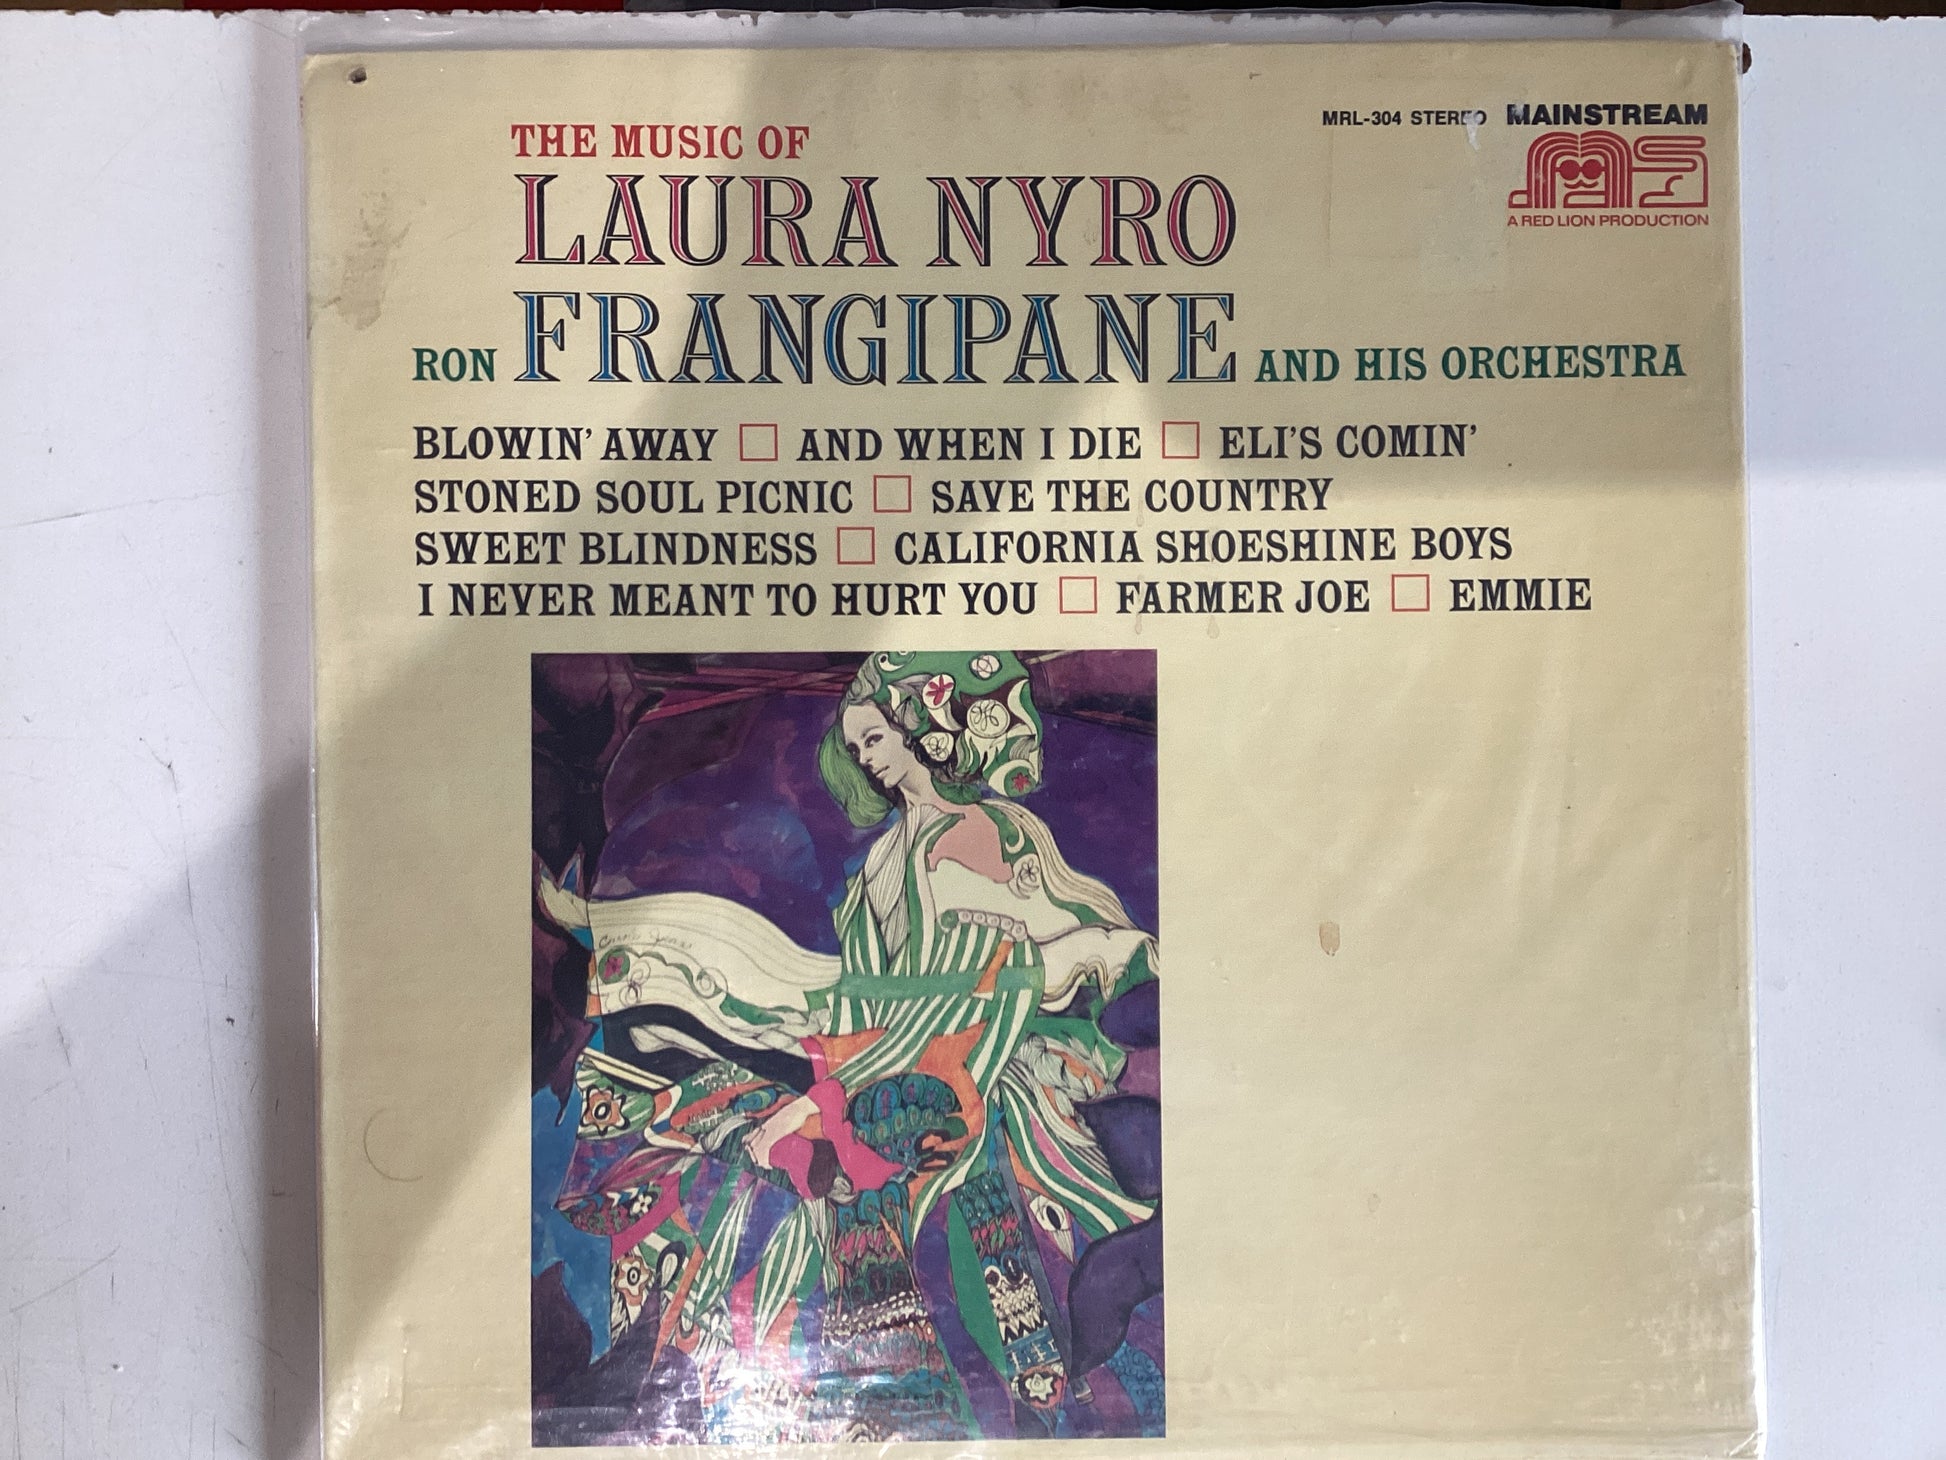 MRL-304 STEREO MAINSTREAM
A RED LION PRODUCTION
THE MUSIC OF
LAURA NYRO
RON FRANGIPANE AND HIS ORCHESTRA
BLOWIN' AWAY □ AND WHEN I DIE □ ELI'S COMIN'
STONED SOUL PICNIC □ SAVE THE COUNTRY
SWEET BLINDNESS □ CALIFORNIA SHOESHINE BOYS
I NEVER MEANT TO HURT YOU □ FARMER JOE □ EMMIE